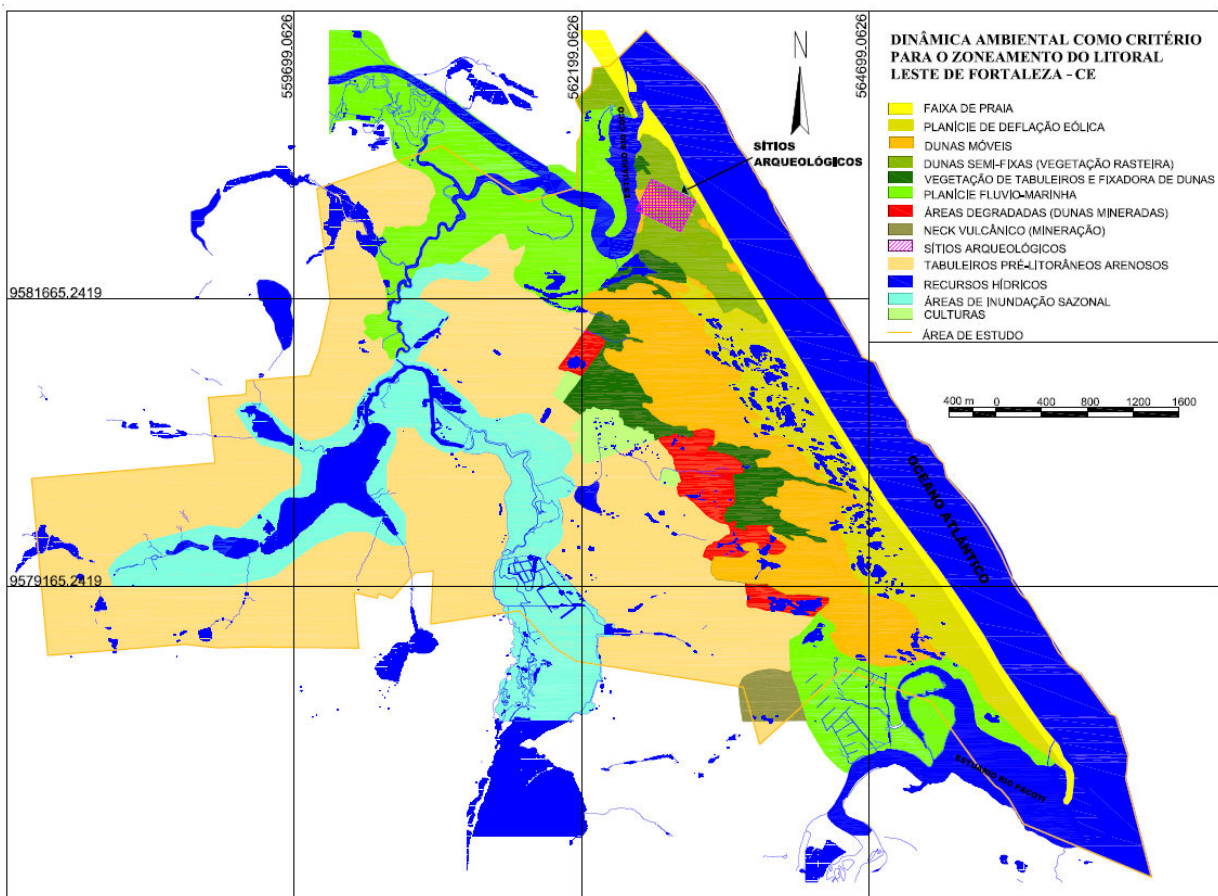 559699.0626
562199.0626
564699.0626
N
DINÂMICA AMBIENTAL COMO CRITÉRIO
PARA O ZONEAMENTO DO LITORAL
LESTE DE FORTALEZA - CE
FAIXA DE PRAIA
PLANÍCIE DE DEFLAÇÃO EÓLICA
DUNAS MÓVEIS
DUNAS SEMI-FIXAS (VEGETAÇÃO RASTEIRA)
VEGETAÇÃO DE TABULEIROS E FIXADORA DE DUNAS
PLANÍCIE FLUVIO-MARINHA
ÁREAS DEGRADADAS (DUNAS MINERADAS)
NECK VULCÂNICO (MINERAÇÃO)
SÍTIOS ARQUEOLÓGICOS
TABULEIROS PRÉ-LITORÂNEOS ARENOSOS
RECURSOS HÍDRICOS
ÁREAS DE INUNDAÇÃO SAZONAL
CULTURAS
ÁREA DE ESTUDO
SÍTIOS
ARQUEOLÓGICOS
ESTUÁRIO RIO COCO
9581665.2419
400 m 0 400 800 1200 1600
OCEANO ATLÂNTICO
9579165.2419
ESTUÁRIO RIO PACOTI